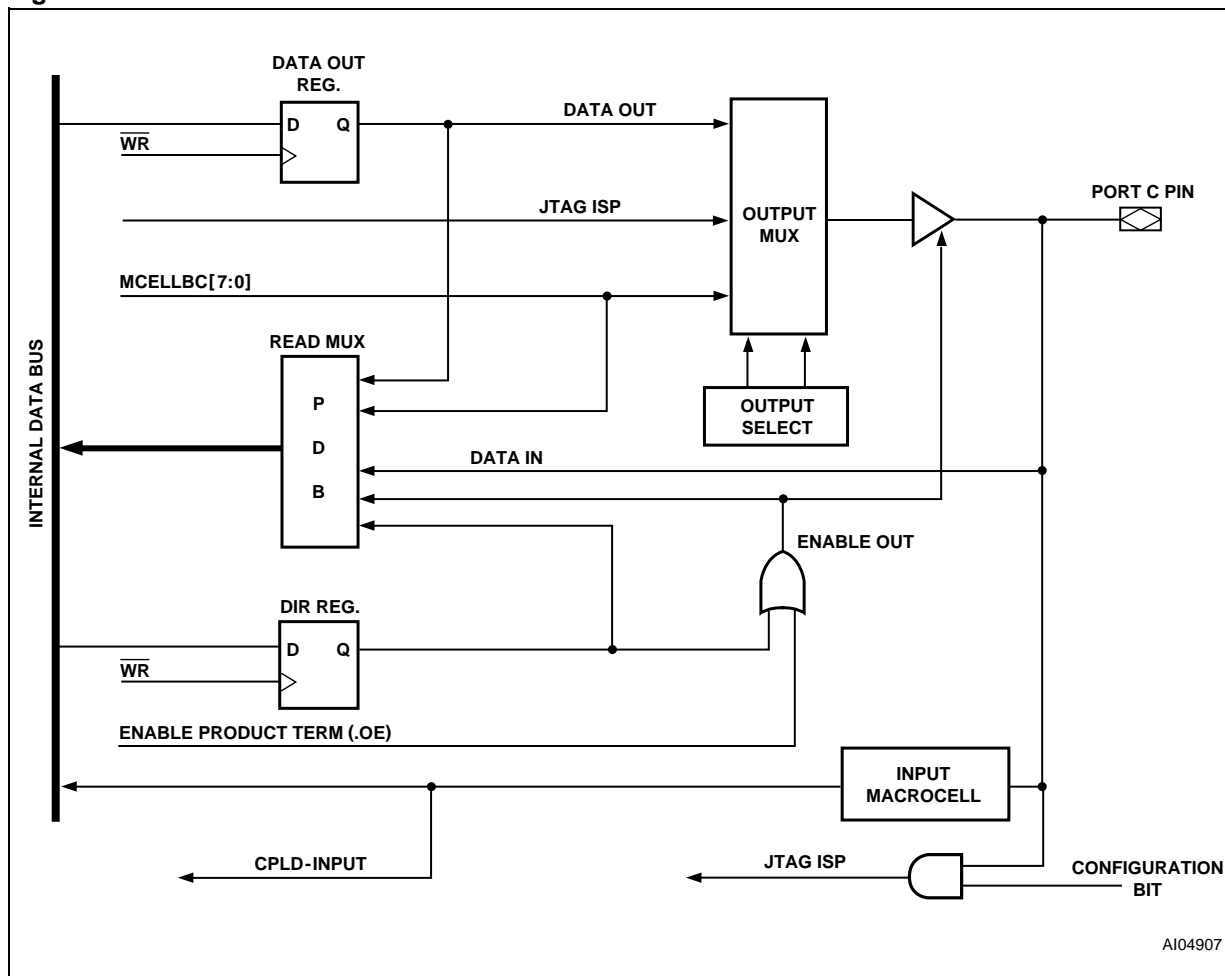 DATA OUT
REG.
D Q
WR
DATA OUT
JTAG ISP
OUTPUT
MUX
PORT C PIN
MCELLBC[7:0]
READ MUX
P
D
B
OUTPUT
SELECT
INTERNAL DATA BUS
DATA IN
ENABLE OUT
DIR REG.
D Q
WR
ENABLE PRODUCT TERM (.OE)
INPUT
MACROCELL
CPLD-INPUT
JTAG ISP
CONFIGURATION
BIT
AI04907